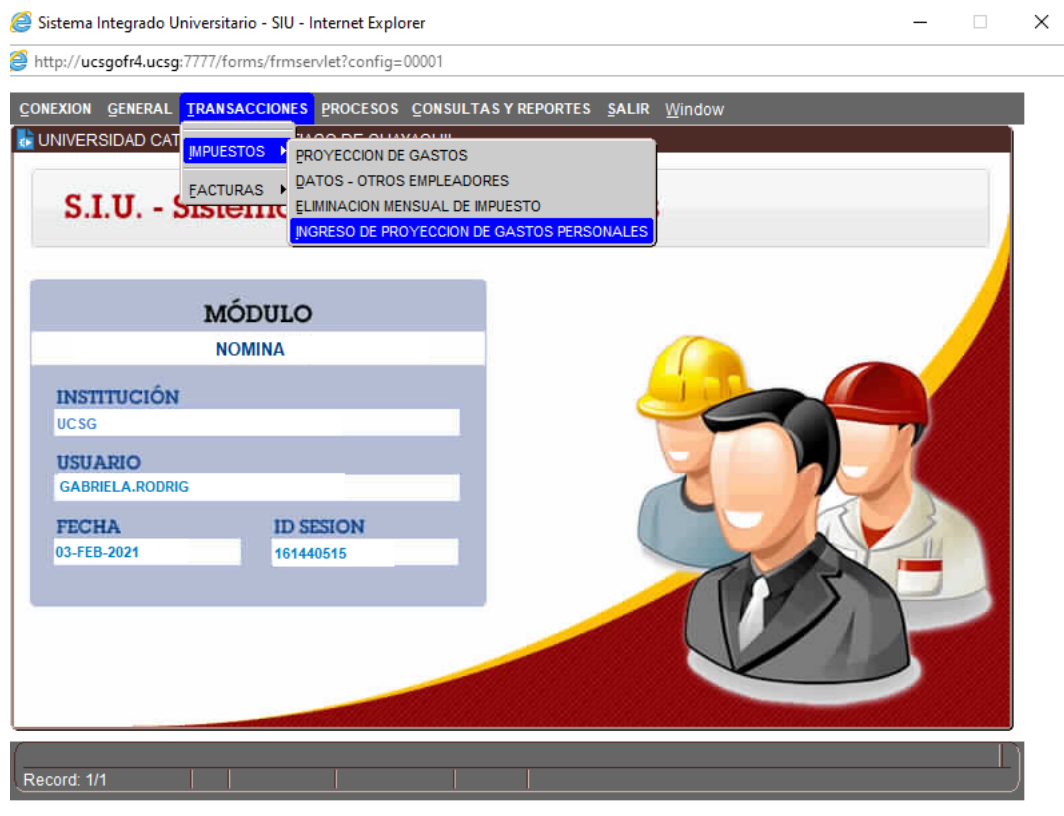 Sistema Integrado Universitario - SIU - Internet Explorer
http://ucsgofr4.ucsg:7777/forms/frmservlet?config=00001
CONEXION GENERAL TRANSACCIONES PROCESOS CONSULTAS Y REPORTES SALIR Window
UNIVERSIDAD CAT
IMPUESTOS
FACTURAS
PROYECCION DE GASTOS
DATOS - OTROS EMPLEADORES
ELIMINACION MENSUAL DE IMPUESTO
INGRESO DE PROYECCION DE GASTOS PERSONALES
S.I.U. -
MÓDULO
NOMINA
INSTITUCIÓN
UCSG
USUARIO
GABRIELA.RODRIG
FECHA ID SESION
03-FEB-2021 161440515
Record: 1/1